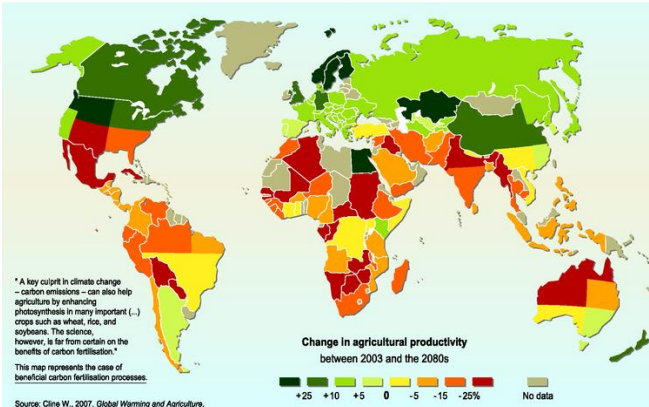 " A key culprit in climate change
– carbon emissions – can also help
agriculture by enhancing
photosynthesis in many important (...)
crops such as wheat, rice, and
soybeans. The science,
however, is far from certain on the
benefits of carbon fertilisation."
This map represents the case of
beneficial carbon fertilisation processes.
Source: Cline W., 2007, Global Warming and Agriculture.
Change in agricultural productivity
between 2003 and the 2080s
+25 +10 +5 0 -5 -15 -25% No data